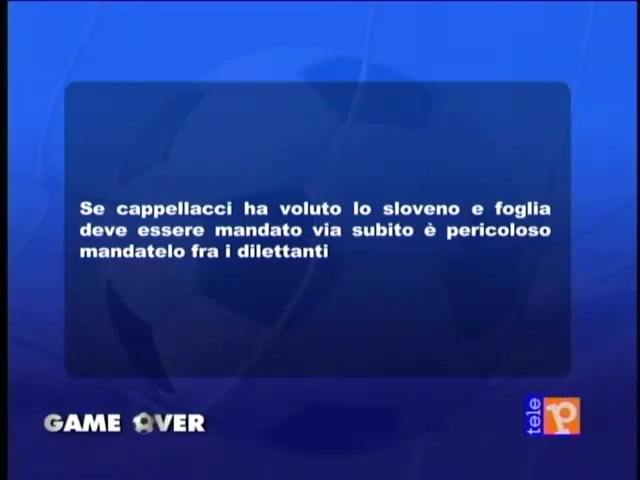 Se cappellacci ha voluto lo sloveno e foglia
deve essere mandato via subito è pericoloso
mandatelo fra i dilettanti
GAME OVER
tele p